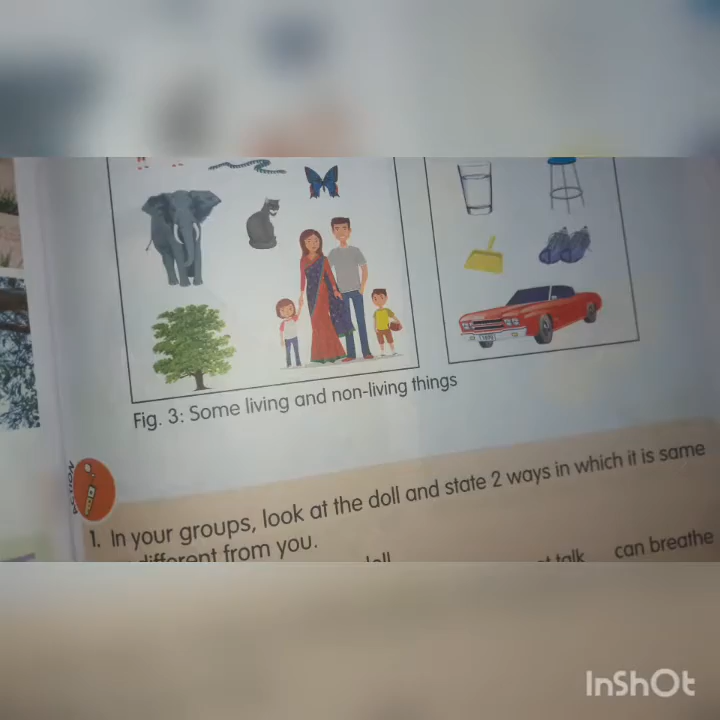 Fig. 3: Some living and non-living things
1. In your groups, look at the doll and state 2 ways in which it is same
different from you.
talk can breathe
InShOt